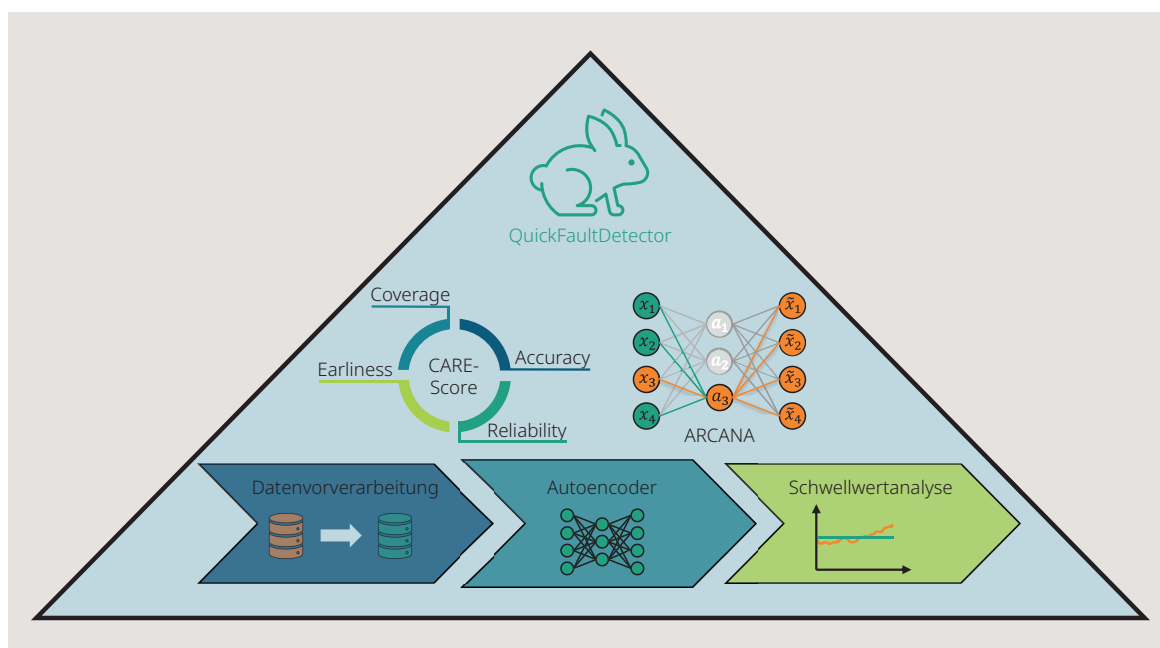 QuickFaultDetector
Coverage
Earliness
CARE-
Score
Accuracy
Reliability
x₁
x₂
x₃
x₄
a₁
a₂
a₃
x̃₁
x̃₂
x̃₃
x̃₄
ARCANA
Datenvorverarbeitung
Autoencoder
Schwellwertanalyse